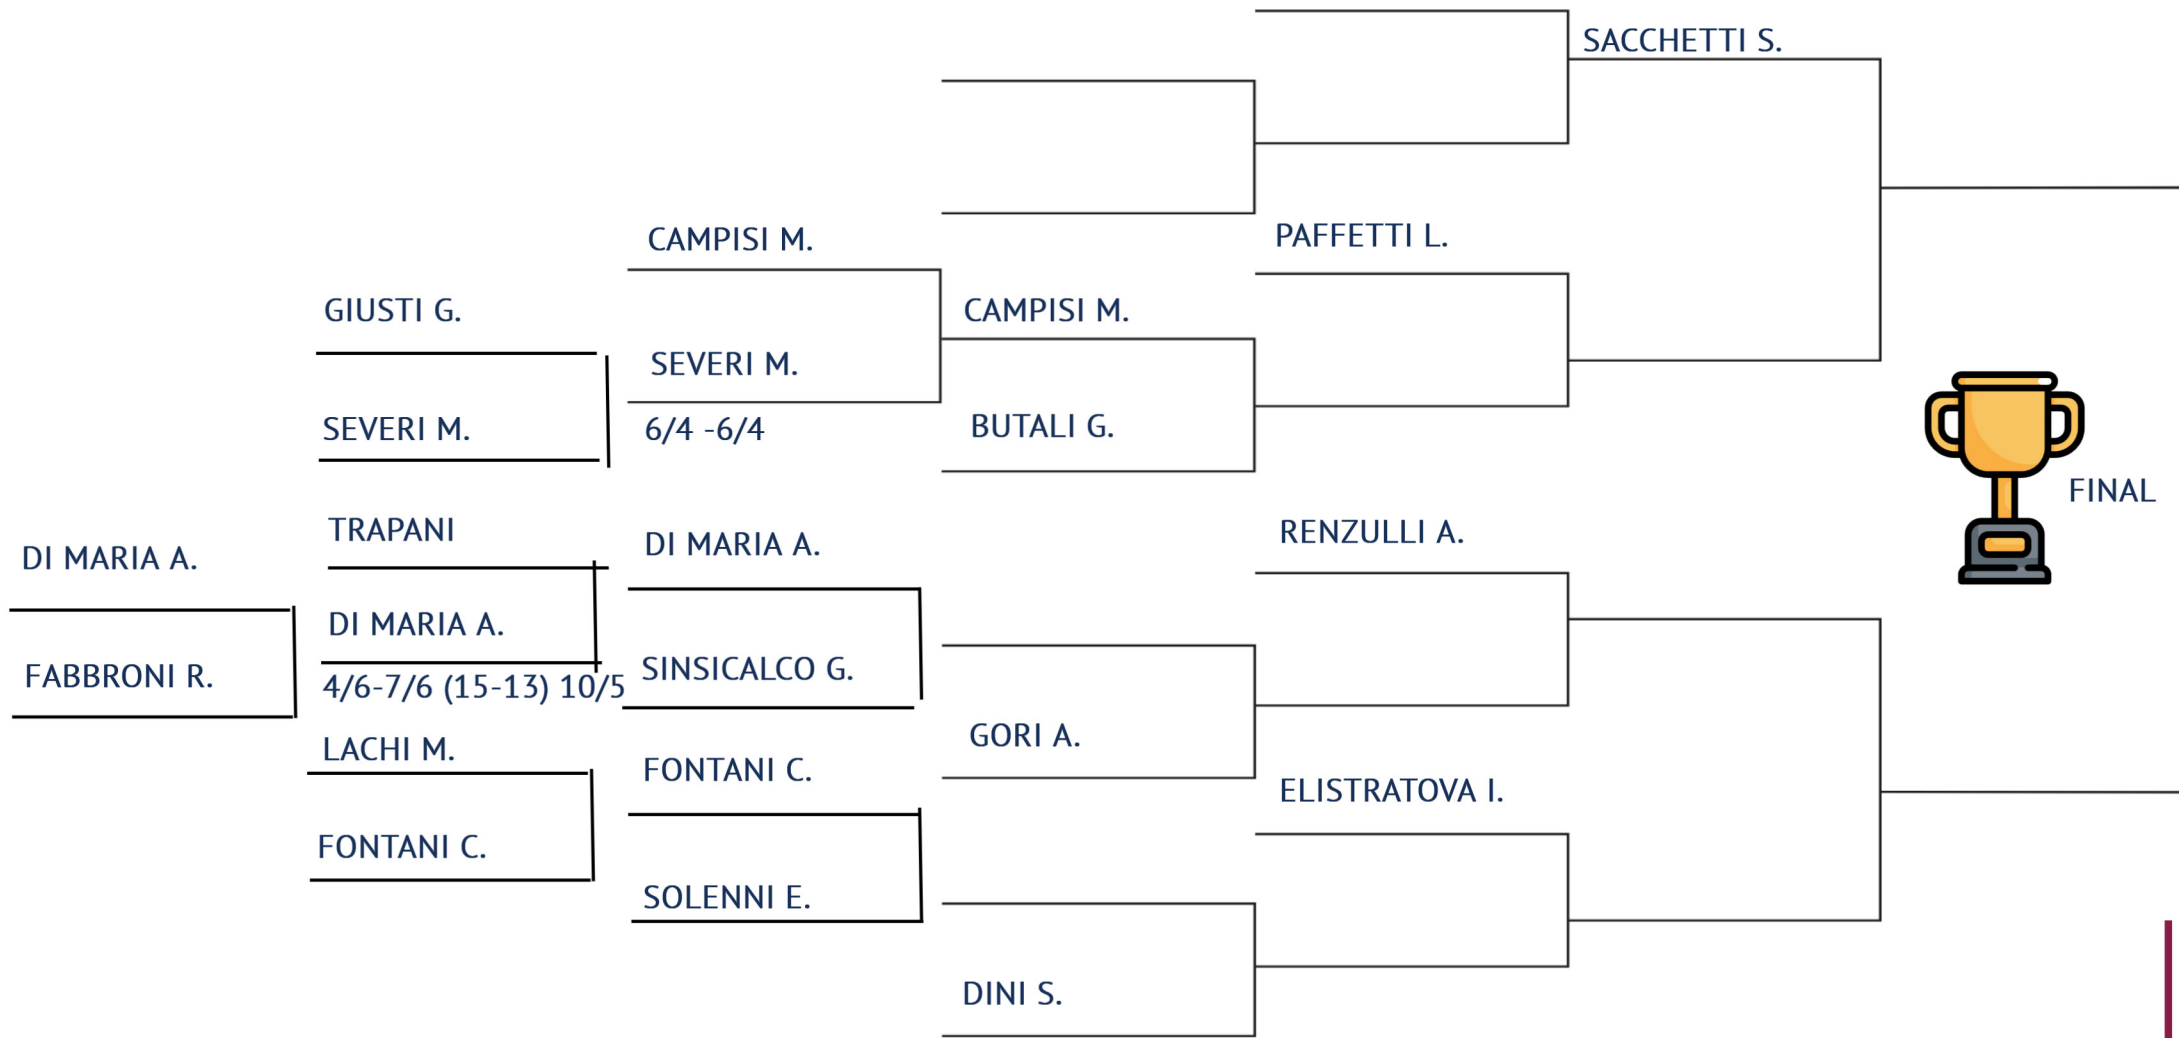 DI MARIA A.
FABBRONI R.
GIUSTI G.
SEVERI M.
TRAPANI
DI MARIA A.
4/6-7/6 (15-13) 10/5
LACHI M.
FONTANI C.
CAMPISI M.
SEVERI M.
6/4 -6/4
DI MARIA A.
SINSICALCO G.
FONTANI C.
SOLENNI E.
CAMPISI M.
BUTALI G.
GORI A.
DINI S.
PAFFETTI L.
RENZULLI A.
ELISTRATOVA I.
SACCHETTI S.
FINAL